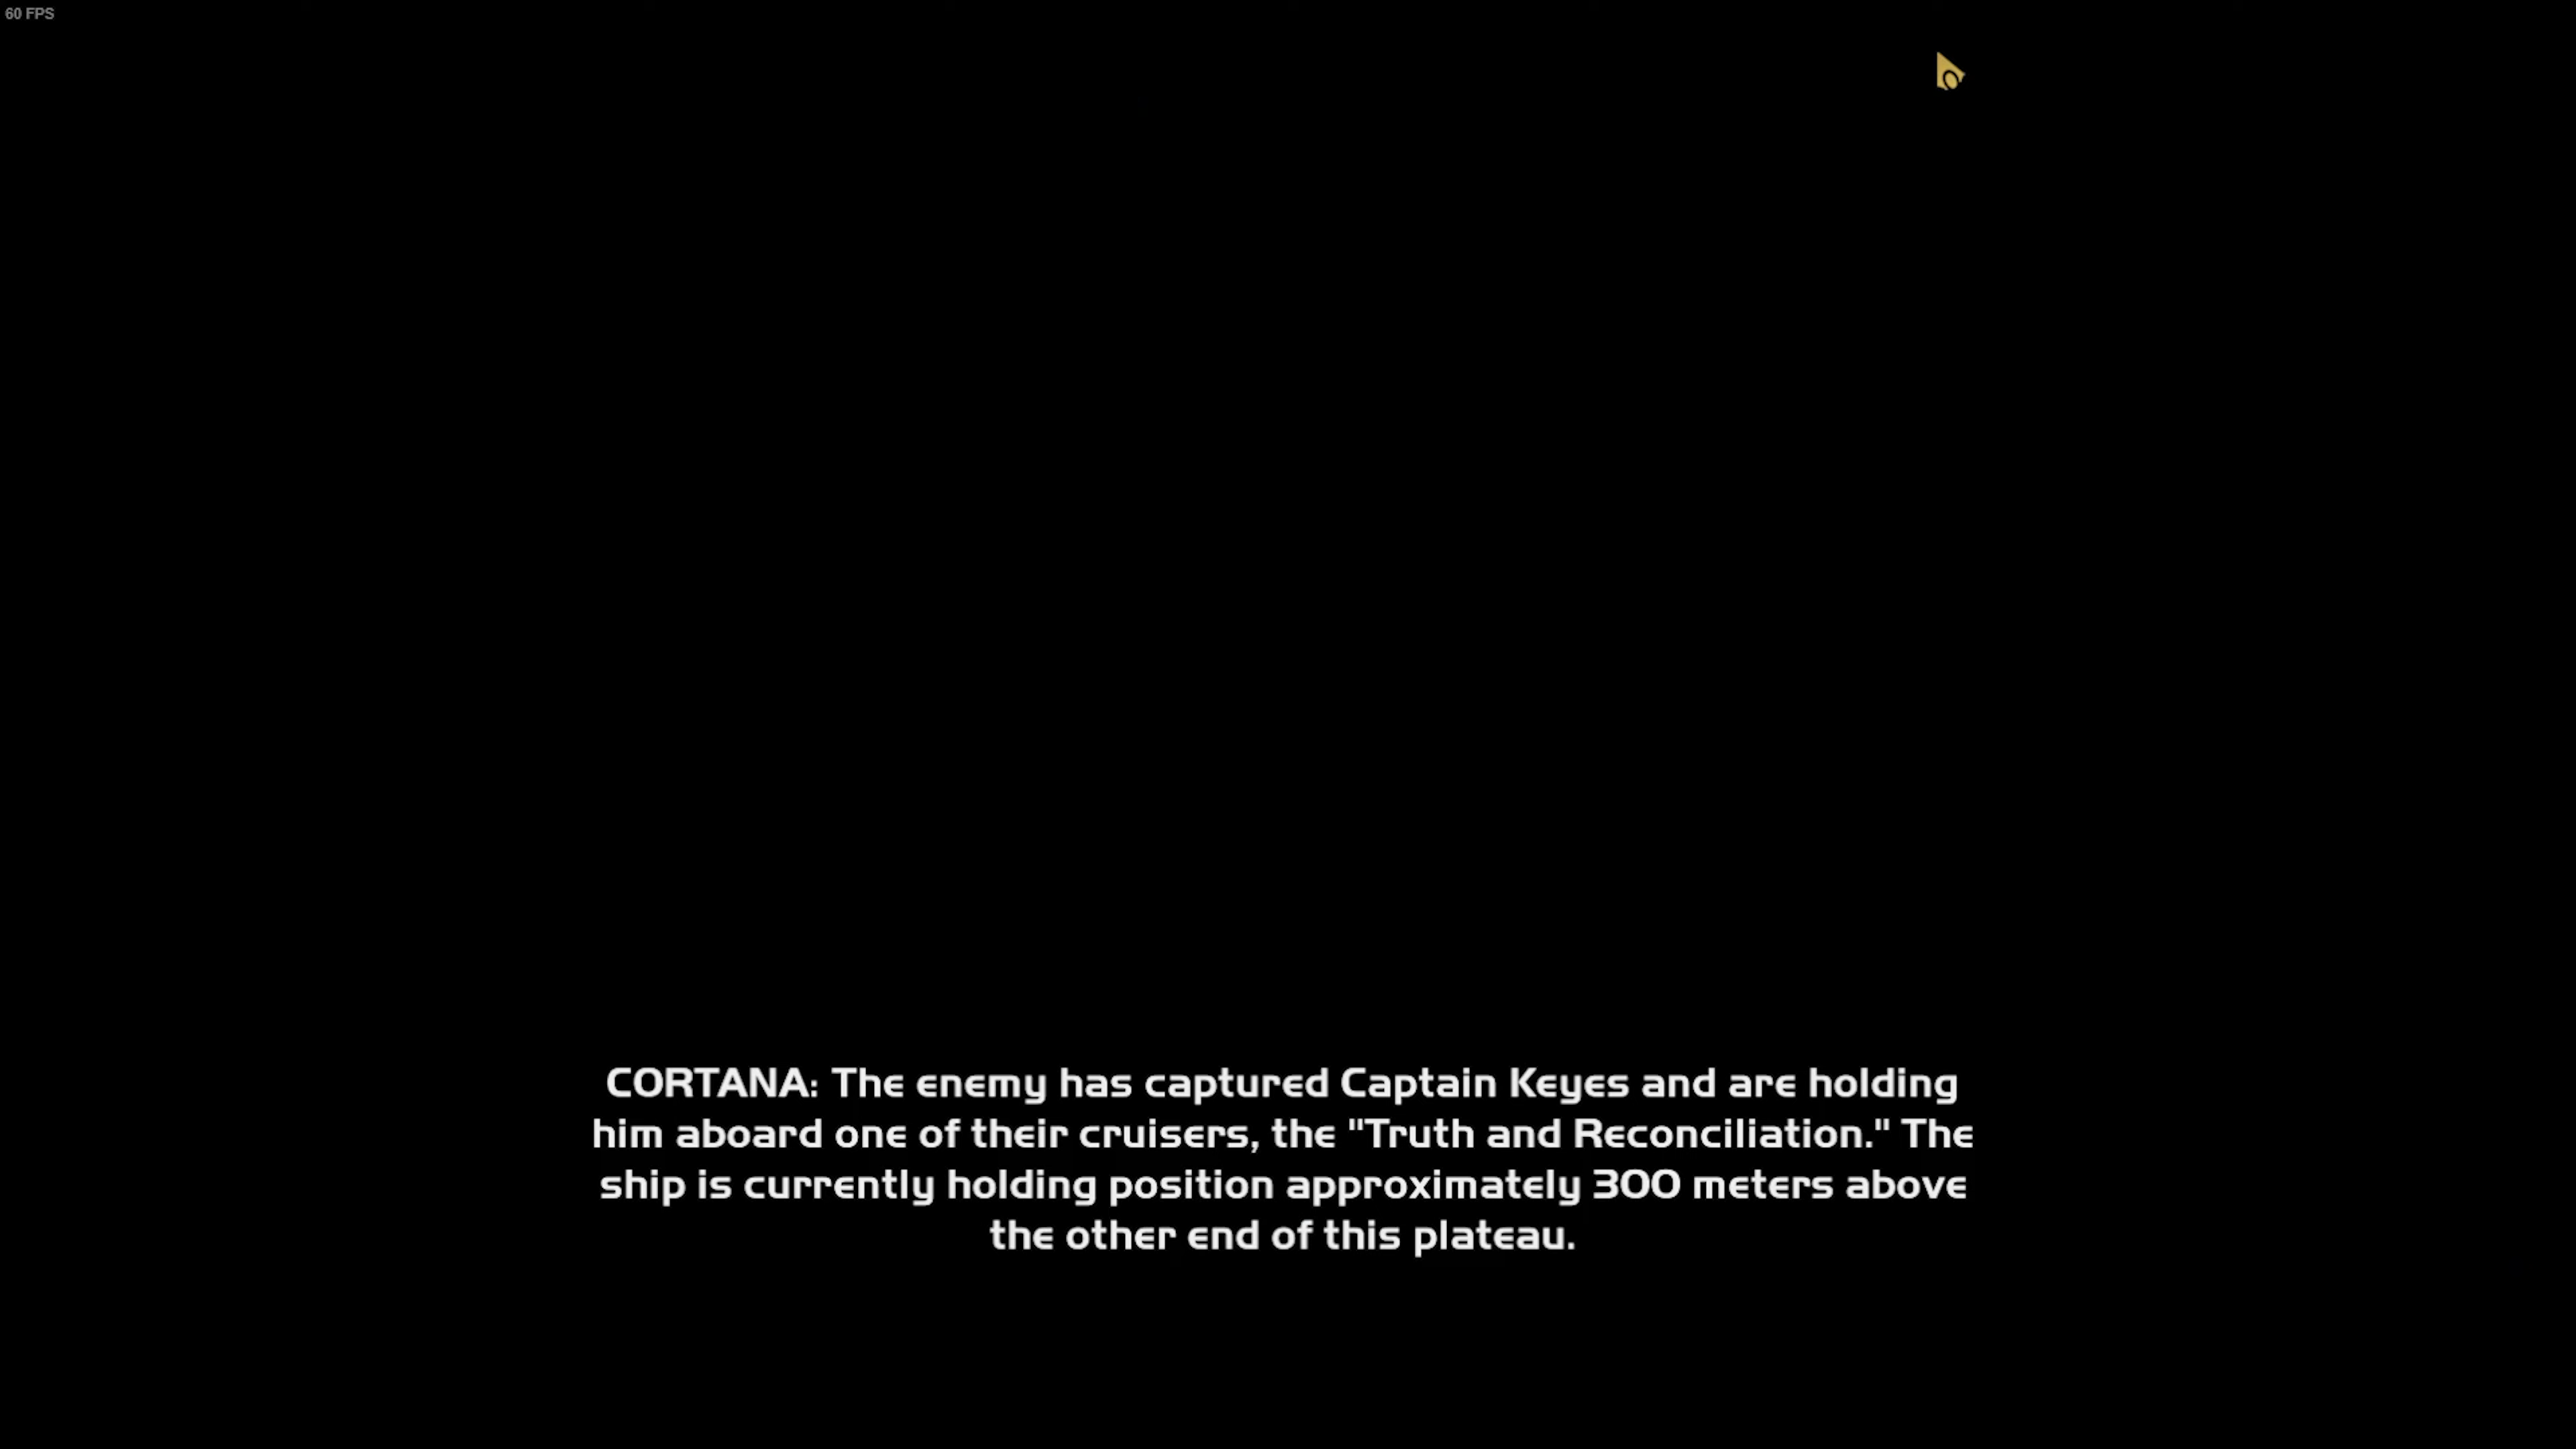 60 FPS
CORTANA: The enemy has captured Captain Keyes and are holding
him aboard one of their cruisers, the "Truth and Reconciliation." The
ship is currently holding position approximately 300 meters above
the other end of this plateau.